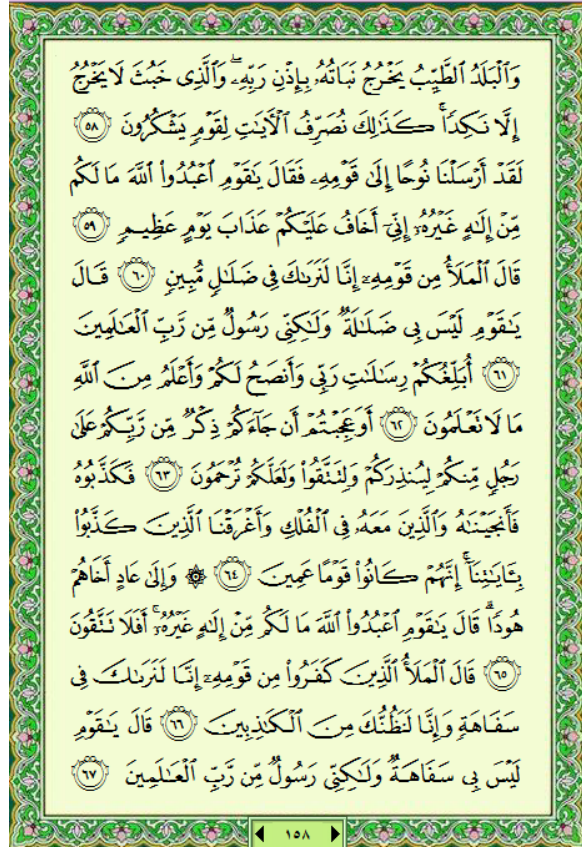 وَٱلْبَلَدُ ٱلطَّيِّبُ يَخْرُجُ نَبَاتُهُۥ بِإِذْنِ رَبِّهِۦۖ وَٱلَّذِى خَبُثَ لَا يَخْرُجُ
إِلَّا نَكِدٗاۚ كَذَٰلِكَ نُصَرِّفُ ٱلْأَيَٰتِ لِقَوْمٖ يَشْكُرُونَ ٥٨
لَقَدْ أَرْسَلْنَا نُوحًا إِلَىٰ قَوْمِهِۦ فَقَالَ يَٰقَوْمِ ٱعْبُدُوا۟ ٱللَّهَ مَا لَكُم
مِّنْ إِلَٰهٍ غَيْرُهُۥٓ إِنِّىٓ أَخَافُ عَلَيْكُمْ عَذَابَ يَوْمٍ عَظِيمٖ ٥٩
قَالَ ٱلْمَلَأُ مِن قَوْمِهِۦٓ إِنَّا لَنَرَىٰكَ فِى ضَلَٰلٖ مُّبِينٖ ٦٠ قَالَ
يَٰقَوْمِ لَيْسَ بِى ضَلَٰلَةٞ وَلَٰكِنِّى رَسُولٞ مِّن رَّبِّ ٱلْعَٰلَمِينَ
٦١ أُبَلِّغُكُمْ رِسَٰلَٰتِ رَبِّى وَأَنصَحُ لَكُمْ وَأَعْلَمُ مِنَ ٱللَّهِ
مَا لَا تَعْلَمُونَ ٦٢ أَوَعَجِبْتُمْ أَن جَآءَكُمْ ذِكْرٞ مِّن رَّبِّكُمْ عَلَىٰ
رَجُلٖ مِّنكُمْ لِيُنذِرَكُمْ وَلِتَتَّقُوا۟ وَلَعَلَّكُمْ تُرْحَمُونَ ٦٣ فَكَذَّبُوهُ
فَأَنجَيْنَٰهُ وَٱلَّذِينَ مَعَهُۥ فِى ٱلْفُلْكِ وَأَغْرَقْنَا ٱلَّذِينَ كَذَّبُوا۟
بِـَٔايَٰتِنَآۚ إِنَّهُمْ كَانُوا۟ قَوْمًا عَمِينَ ٦٤ ۞ وَإِلَىٰ عَادٍ أَخَاهُمْ
هُودٗاۗ قَالَ يَٰقَوْمِ ٱعْبُدُوا۟ ٱللَّهَ مَا لَكُم مِّنْ إِلَٰهٍ غَيْرُهُۥٓۚ أَفَلَا تَتَّقُونَ
٦٥ قَالَ ٱلْمَلَأُ ٱلَّذِينَ كَفَرُوا۟ مِن قَوْمِهِۦٓ إِنَّا لَنَرَىٰكَ فِى
سَفَاهَةٖ وَإِنَّا لَنَظُنُّكَ مِنَ ٱلْكَٰذِبِينَ ٦٦ قَالَ يَٰقَوْمِ
لَيْسَ بِى سَفَاهَةٞ وَلَٰكِنِّى رَسُولٞ مِّن رَّبِّ ٱلْعَٰلَمِينَ ٦٧
١٥٨